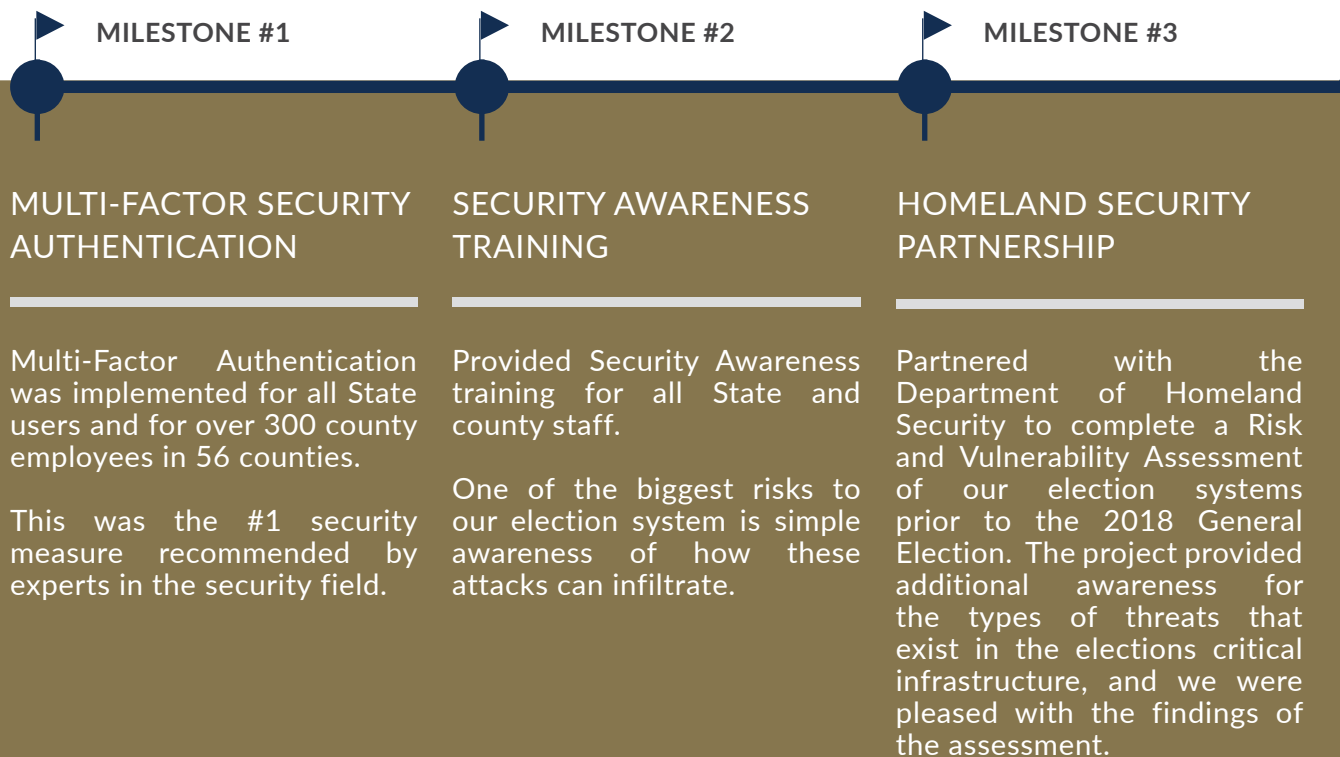 MILESTONE #1
MILESTONE #2
MILESTONE #3
MULTI-FACTOR SECURITY
AUTHENTICATION
Multi-Factor Authentication
was implemented for all State
users and for over 300 county
employees in 56 counties.
This was the #1 security
measure recommended by
experts in the security field.
SECURITY AWARENESS
TRAINING
Provided Security Awareness
training for all State and
county staff.
One of the biggest risks to
our election system is simple
awareness of how these
attacks can infiltrate.
HOMELAND SECURITY
PARTNERSHIP
Partnered with the
Department of Homeland
Security to complete a Risk
and Vulnerability Assessment
of our election systems
prior to the 2018 General
Election. The project provided
additional awareness for
the types of threats that
exist in the elections critical
infrastructure, and we were
pleased with the findings of
the assessment.